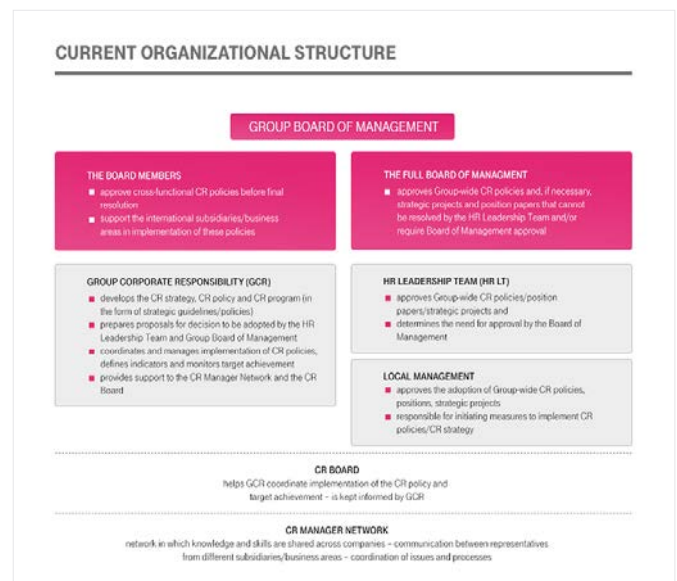 CURRENT ORGANIZATIONAL STRUCTURE
GROUP BOARD OF MANAGEMENT
THE BOARD MEMBERS
approve cross-functional CR policies before final
resolution
support the international subsidiaries/business
areas in implementation of these policies
THE FULL BOARD OF MANAGMENT
approves Group-wide CR policies and, if necessary,
strategic projects and position papers that cannot
be resolved by the HR Leadership Team and/or
require Board of Management approval
GROUP CORPORATE RESPONSIBILITY (GCR)
develops the CR strategy, CR policy and CR program (in
the form of strategic guidelines/policies)
prepares proposals for decision to be adopted by the HR
Leadership Team and Group Board of Management
coordinates and manages implementation of CR policies,
defines indicators and monitors target achievement
provides support to the CR Manager Network and the CR
Board
HR LEADERSHIP TEAM (HR LT)
approves Group-wide CR policies/position
papers/strategic projects and
determines the need for approval by the Board of
Management
LOCAL MANAGEMENT
approves the adoption of Group-wide CR policies,
positions, strategic projects
responsible for initiating measures to implement CR
policies/CR strategy
CR BOARD
helps GCR coordinate implementation of the CR policy and
target achievement – is kept informed by GCR
CR MANAGER NETWORK
network in which knowledge and skills are shared across companies – communication between representatives
from different subsidiaries/business areas – coordination of issues and processes